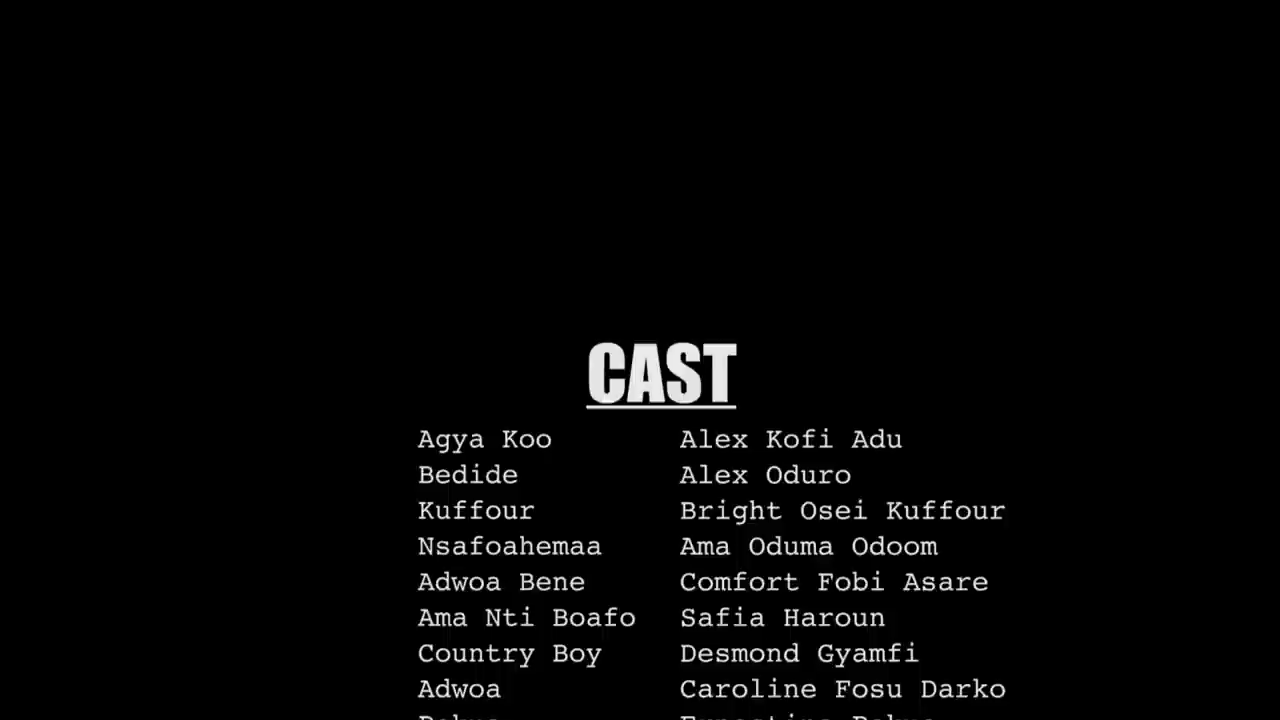 CAST
Agya Koo Alex Kofi Adu
Bedide Alex Oduro
Kuffour Bright Osei Kuffour
Nsafoahemaa Ama Oduma Odoom
Adwoa Bene Comfort Fobi Asare
Ama Nti Boafo Safia Haroun
Country Boy Desmond Gyamfi
Adwoa Caroline Fosu Darko